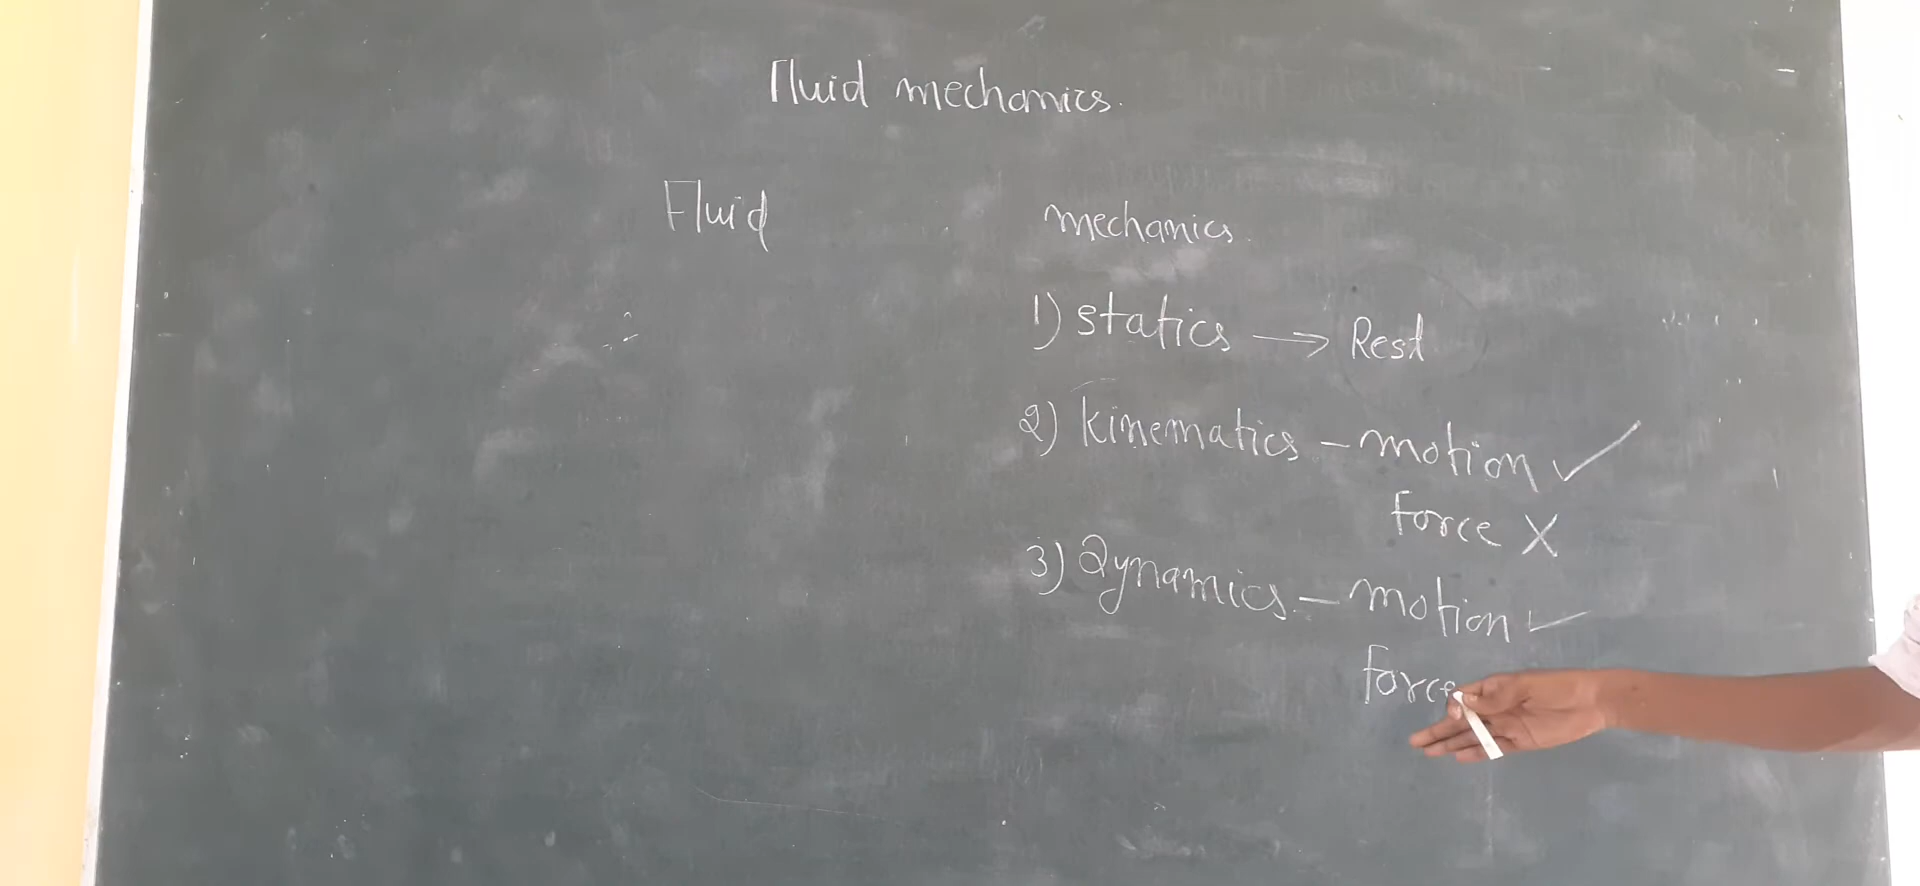 Fluid mechanics.
Fluid mechanics.
1) statics → Rest
2) kinematics - motion ✓
force X
3) Dynamics - motion ✓
force